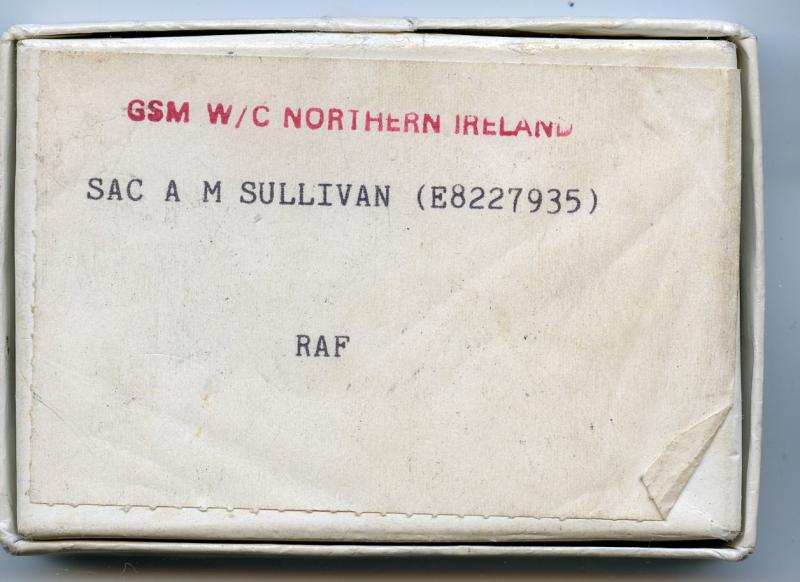 GSM W/C NORTHERN IRELAND
SAC A M SULLIVAN (E8227935)
RAF